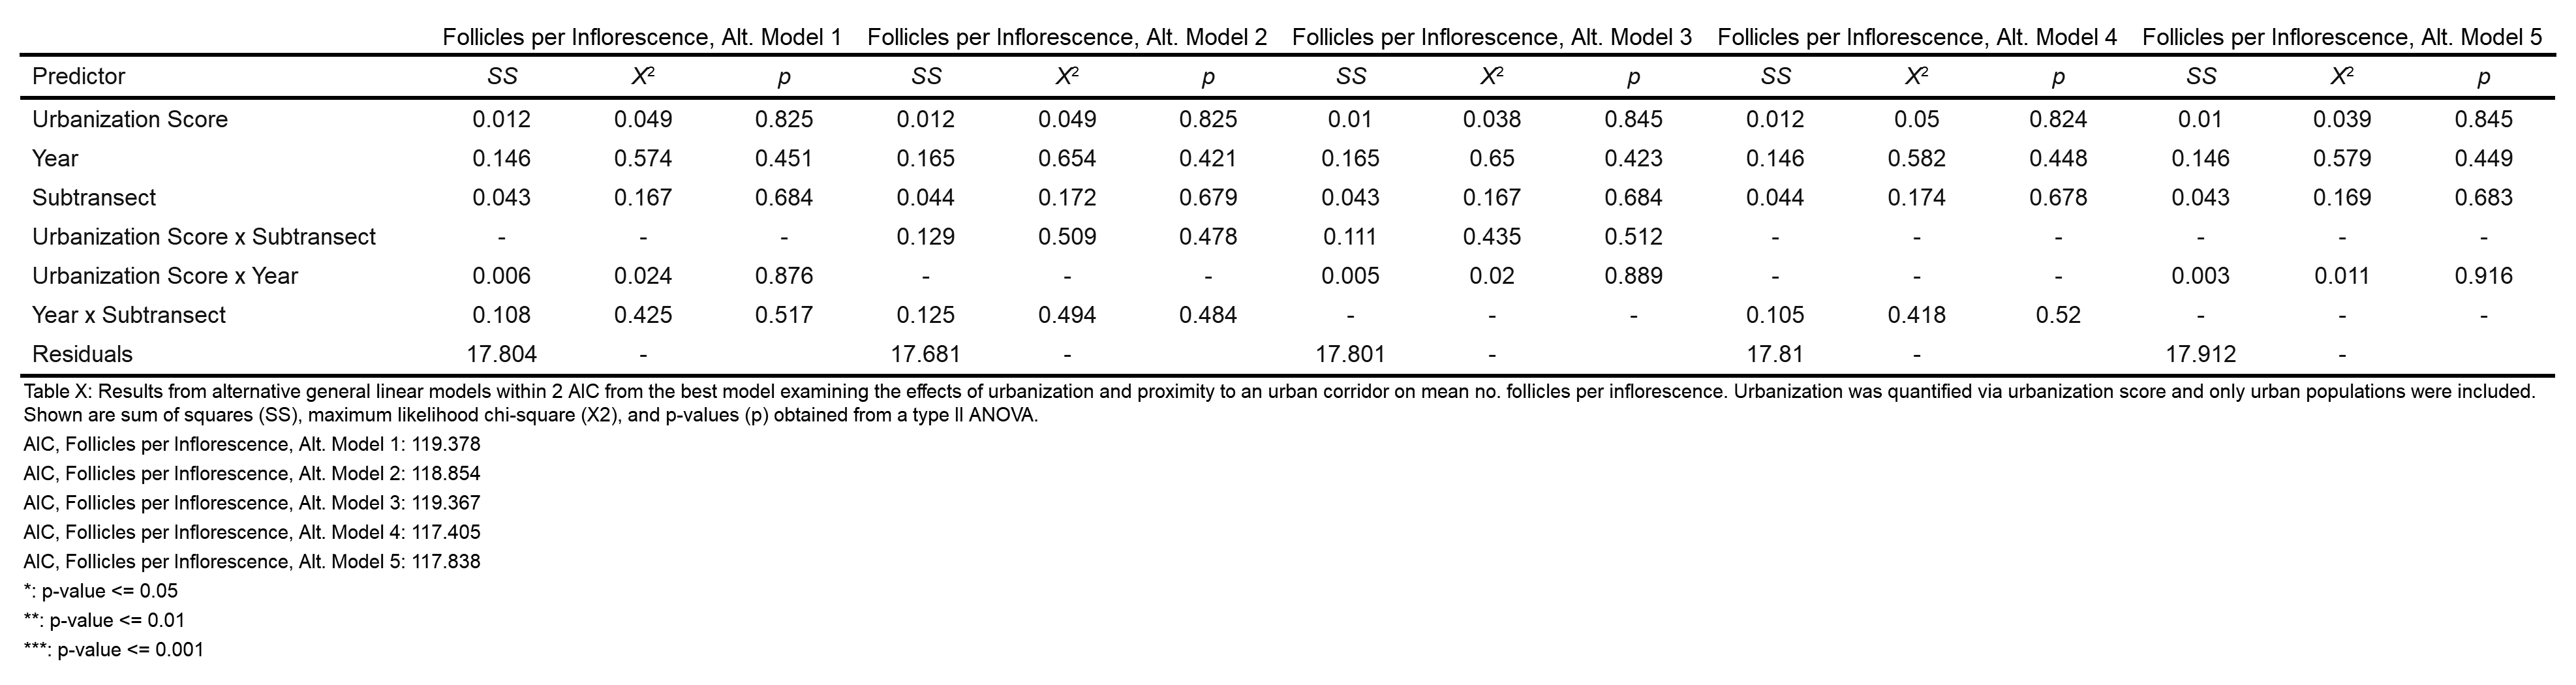 Follicles per Inflorescence, Alt. Model 1 Follicles per Inflorescence, Alt. Model 2 Follicles per Inflorescence, Alt. Model 3 Follicles per Inflorescence, Alt. Model 4 Follicles per Inflorescence, Alt. Model 5
Predictor SS X² p SS X² p SS X² p SS X² p SS X² p
Urbanization Score 0.012 0.049 0.825 0.012 0.049 0.825 0.01 0.038 0.845 0.012 0.05 0.824 0.01 0.039 0.845
Year 0.146 0.574 0.451 0.165 0.654 0.421 0.165 0.65 0.423 0.146 0.582 0.448 0.146 0.579 0.449
Subtransect 0.043 0.167 0.684 0.044 0.172 0.679 0.043 0.167 0.684 0.044 0.174 0.678 0.043 0.169 0.683
Urbanization Score x Subtransect - - - 0.129 0.509 0.478 0.111 0.435 0.512 - - - - - -
Urbanization Score x Year 0.006 0.024 0.876 - - - 0.005 0.02 0.889 - - - 0.003 0.011 0.916
Year x Subtransect 0.108 0.425 0.517 0.125 0.494 0.484 - - - 0.105 0.418 0.52 - - -
Residuals 17.804 - 17.681 - 17.801 - 17.81 - 17.912 -
Table X: Results from alternative general linear models within 2 AIC from the best model examining the effects of urbanization and proximity to an urban corridor on mean no. follicles per inflorescence. Urbanization was quantified via urbanization score and only urban populations were included.
Shown are sum of squares (SS), maximum likelihood chi-square (X2), and p-values (p) obtained from a type II ANOVA.
AIC, Follicles per Inflorescence, Alt. Model 1: 119.378
AIC, Follicles per Inflorescence, Alt. Model 2: 118.854
AIC, Follicles per Inflorescence, Alt. Model 3: 119.367
AIC, Follicles per Inflorescence, Alt. Model 4: 117.405
AIC, Follicles per Inflorescence, Alt. Model 5: 117.838
*: p-value <= 0.05
**: p-value <= 0.01
***: p-value <= 0.001